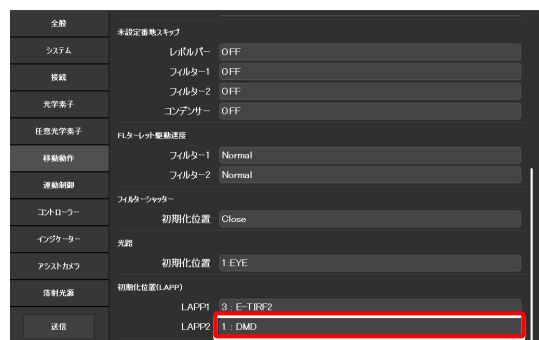 全般
システム
接続
光学素子
任意光学素子
移動動作
連動制御
コントローラー
インジケーター
アシストカメラ
落射光源
送信
未設定番地スキップ
レボルバー OFF
フィルター1 OFF
フィルター2 OFF
コンデンサー OFF
FLターレット駆動速度
フィルター1 Normal
フィルター2 Normal
フィルターシャッター
初期化位置 Close
光路
初期化位置 1:EYE
初期化位置(LAPP)
LAPP1 3 : E-TIRF2
LAPP2 1 : DMD